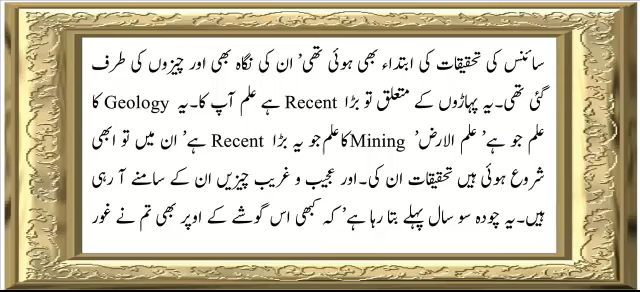 سائنس کی تحقیقات کی ابتداء بھی ہوئی تھی’ ان کی نگاہ بھی اور چیزوں کی طرف
گئی تھی۔یہ پہاڑوں کے متعلق تو بڑا Recent ہے علم آپ کا۔یہ Geology کا
علم جو ہے’ علم الارض’ Mining کاعلم جو یہ بڑا Recent ہے’ ان میں تو ابھی
شروع ہوئی ہیں تحقیقات ان کی۔اور عجیب و غریب چیزیں ان کے سامنے آ رہی
ہیں۔یہ چودہ سو سال پہلے بتا رہا ہے’ کہ کبھی اس گوشے کے اوپر بھی تم نے غور